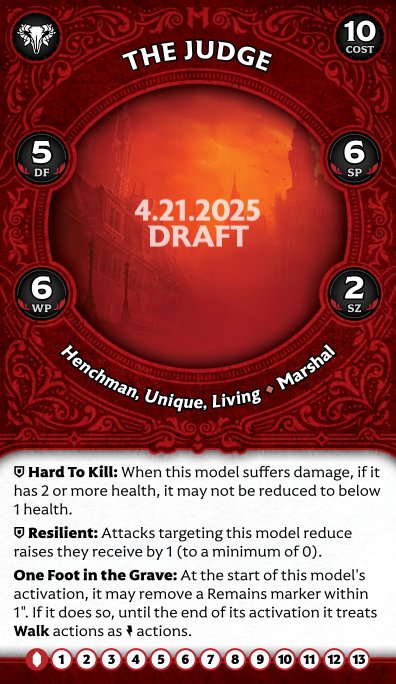 10
COST
THE JUDGE
5
DF
6
SP
4.21.2025
DRAFT
6
WP
2
SZ
Henchman, Unique, Living ♦ Marshal
Hard To Kill: When this model suffers damage, if it
has 2 or more health, it may not be reduced to below
1 health.
Resilient: Attacks targeting this model reduce
raises they receive by 1 (to a minimum of 0).
One Foot in the Grave: At the start of this model's
activation, it may remove a Remains marker within
1". If it does so, until the end of its activation it treats
Walk actions as actions.
1 2 3 4 5 6 7 8 9 10 11 12 13